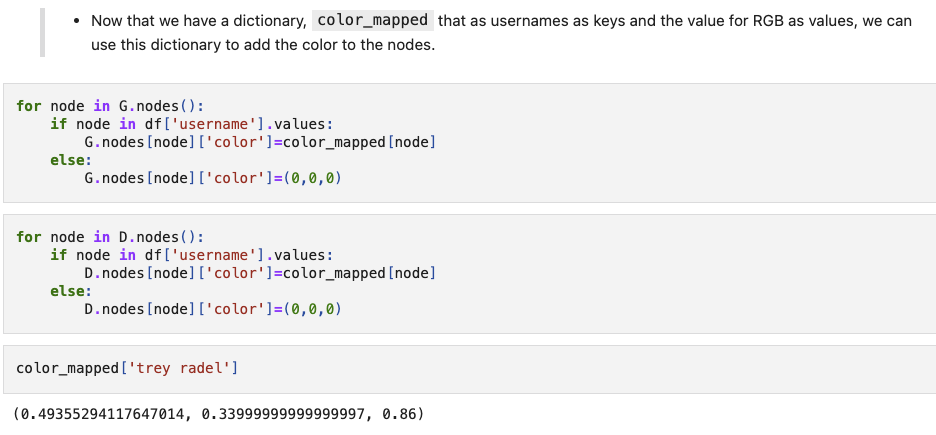 • Now that we have a dictionary, color_mapped that as usernames as keys and the value for RGB as values, we can
use this dictionary to add the color to the nodes.
for node in G.nodes():
    if node in df['username'].values:
        G.nodes[node]['color']=color_mapped[node]
    else:
        G.nodes[node]['color']=(0,0,0)
for node in D.nodes():
    if node in df['username'].values:
        D.nodes[node]['color']=color_mapped[node]
    else:
        D.nodes[node]['color']=(0,0,0)
color_mapped['trey radel']
(0.49355294117647014, 0.33999999999999997, 0.86)